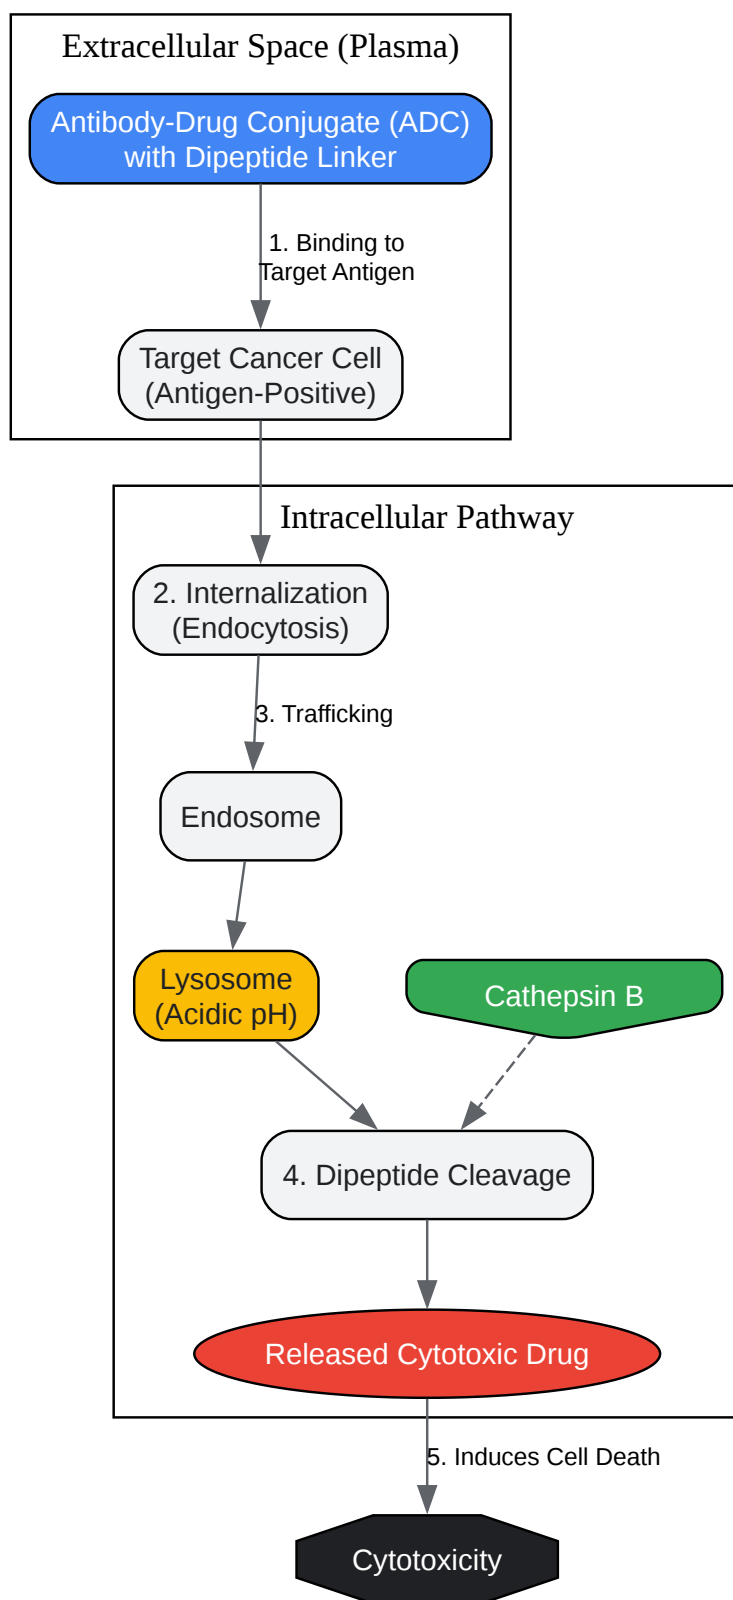 Extracellular Space (Plasma)
Antibody-Drug Conjugate (ADC)
with Dipeptide Linker
1. Binding to
Target Antigen
Target Cancer Cell
(Antigen-Positive)
Intracellular Pathway
2. Internalization
(Endocytosis)
3. Trafficking
Endosome
Lysosome
(Acidic pH)
Cathepsin B
4. Dipeptide Cleavage
Released Cytotoxic Drug
5. Induces Cell Death
Cytotoxicity